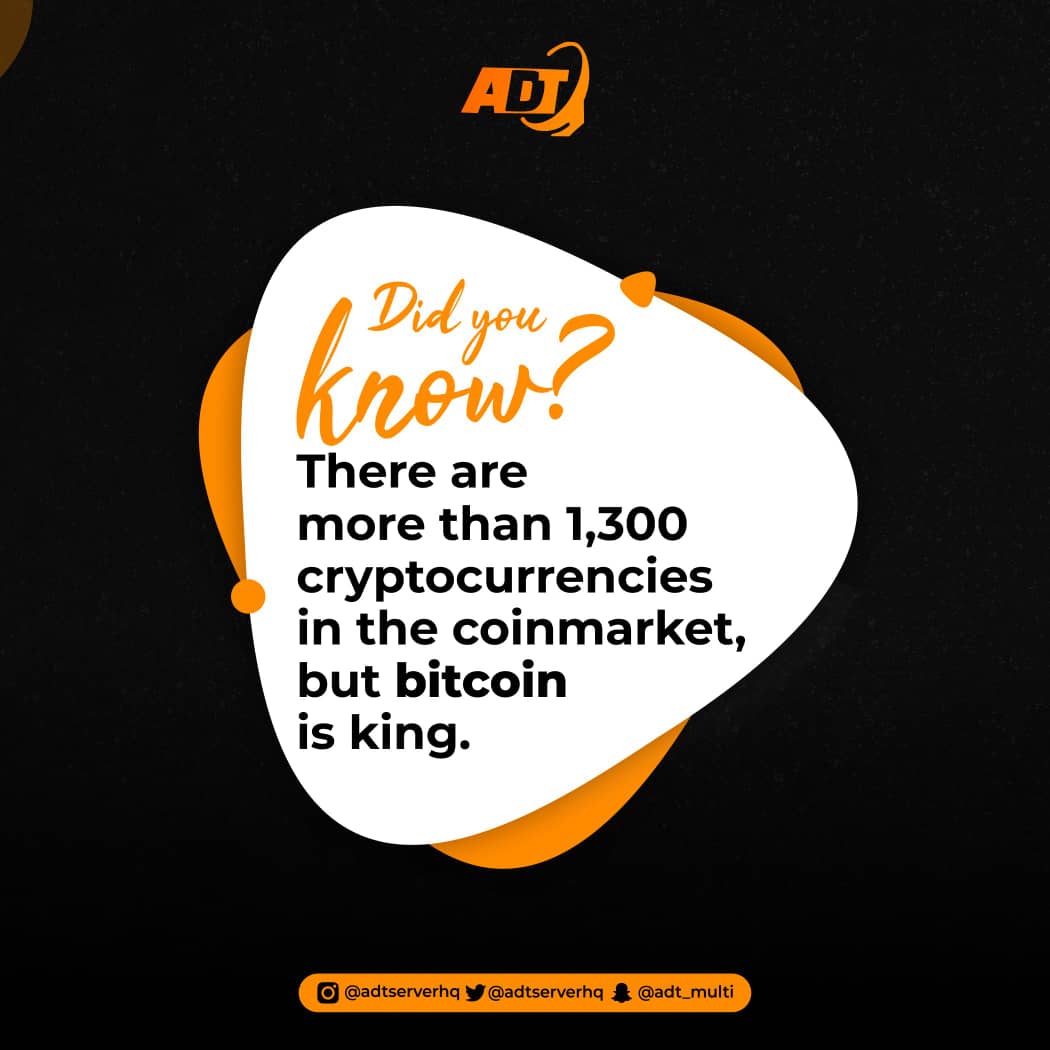 ADT
Did you
know?
There are
more than 1,300
cryptocurrencies
in the coinmarket,
but bitcoin
is king.
@adtserverhq @adtserverhq @adt_multi